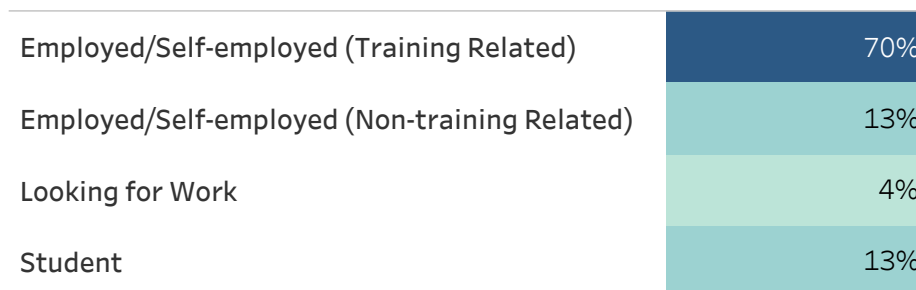 Employed/Self-employed (Training Related) 70%
Employed/Self-employed (Non-training Related) 13%
Looking for Work 4%
Student 13%